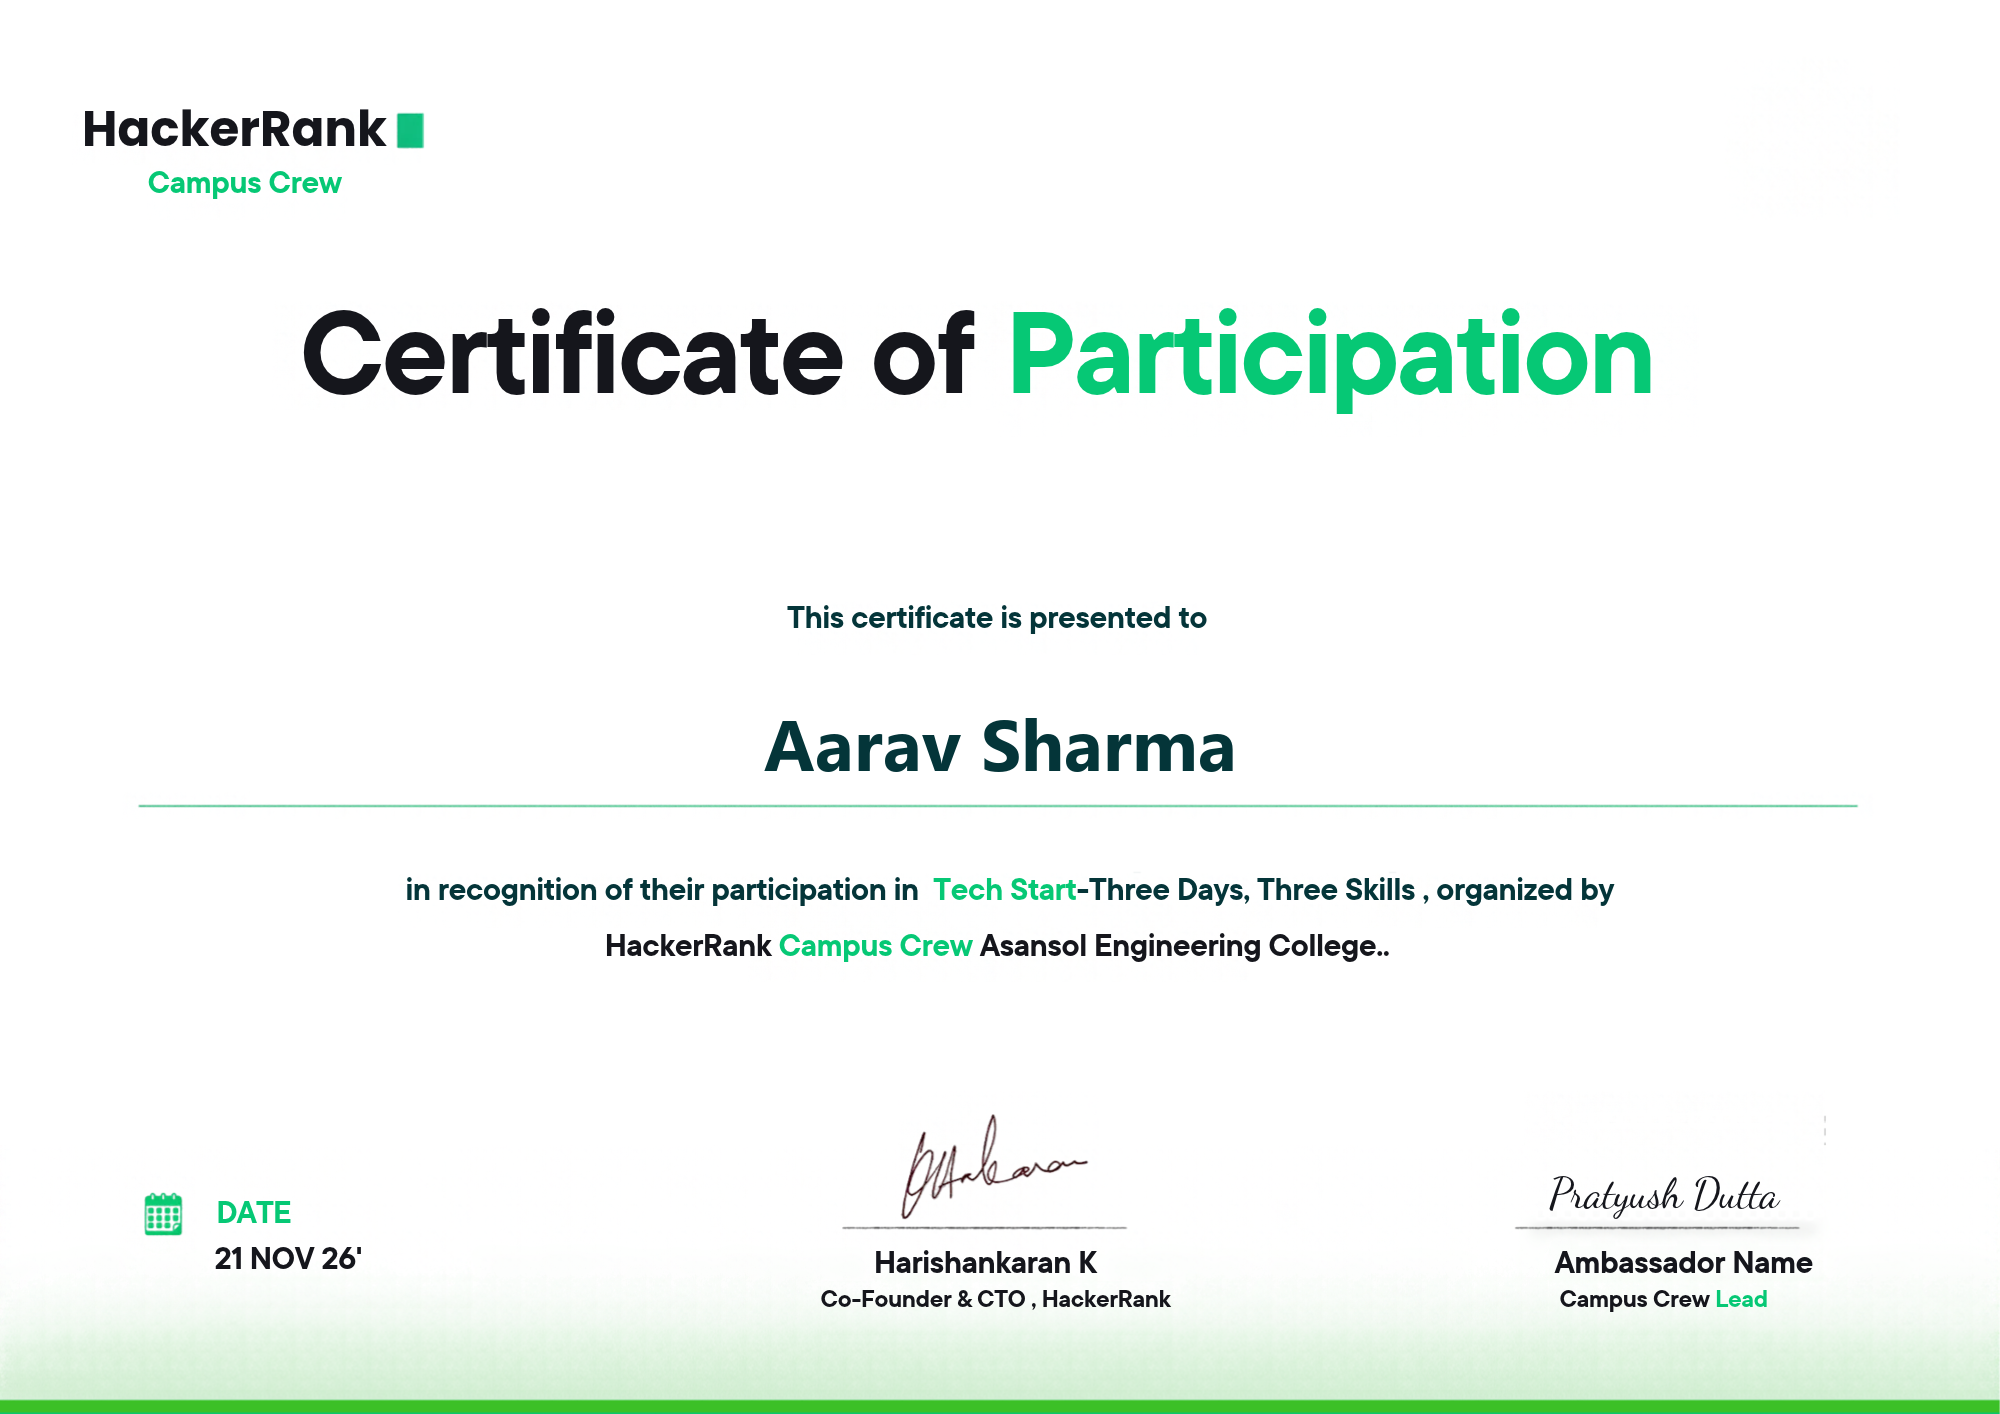 HackerRank
Campus Crew
Certificate of Participation
This certificate is presented to
Aarav Sharma
in recognition of their participation in Tech Start-Three Days, Three Skills , organized by
HackerRank Campus Crew Asansol Engineering College..
DATE
21 NOV 26'
Harishankaran K
Co-Founder & CTO , HackerRank
Pratyush Dutta
Ambassador Name
Campus Crew Lead